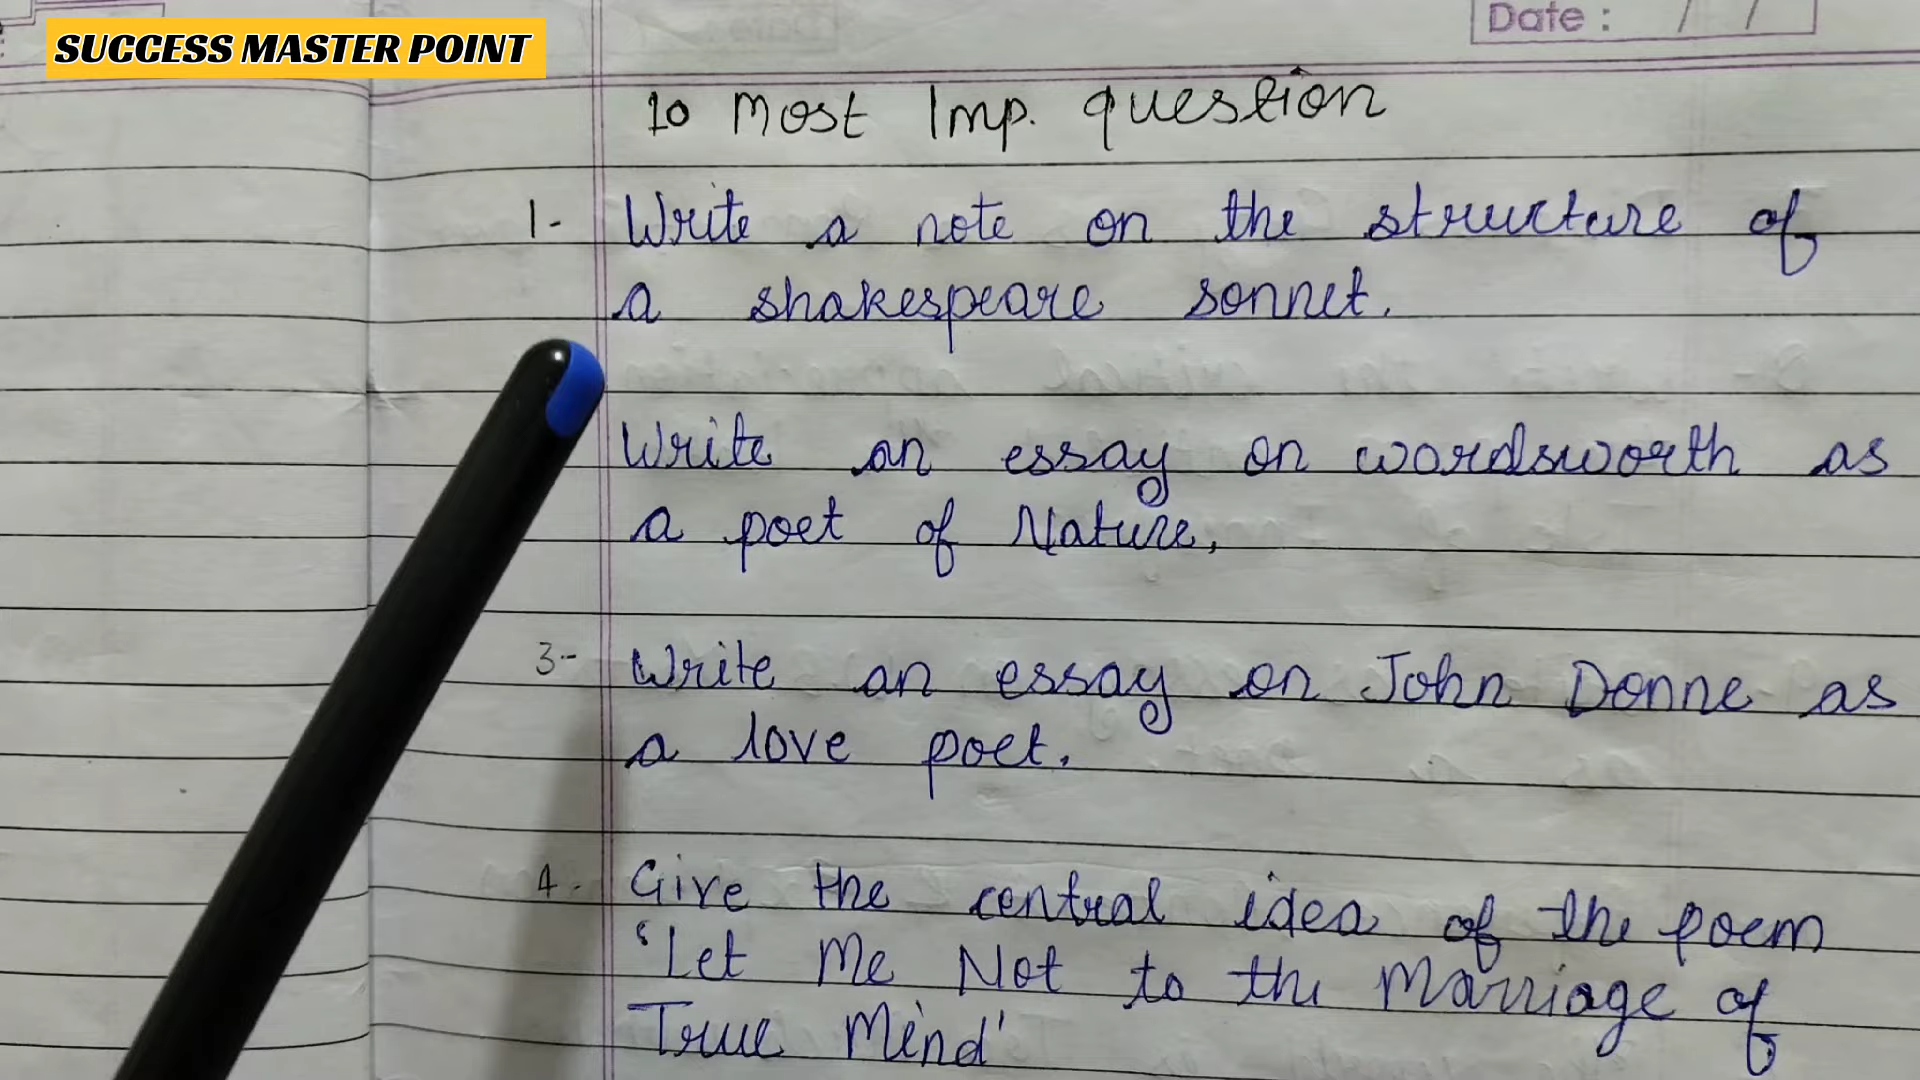 SUCCESS MASTER POINT
Date : / /
10 Most Imp. question
1- Write a note on the structure of
a shakespeare sonnet.
Write an essay on wordsworth as
a poet of Nature,
3- Write an essay on John Donne as
a love poet.
4- Give the central idea of the poem
'Let Me Not to the Marriage of
True Mind'